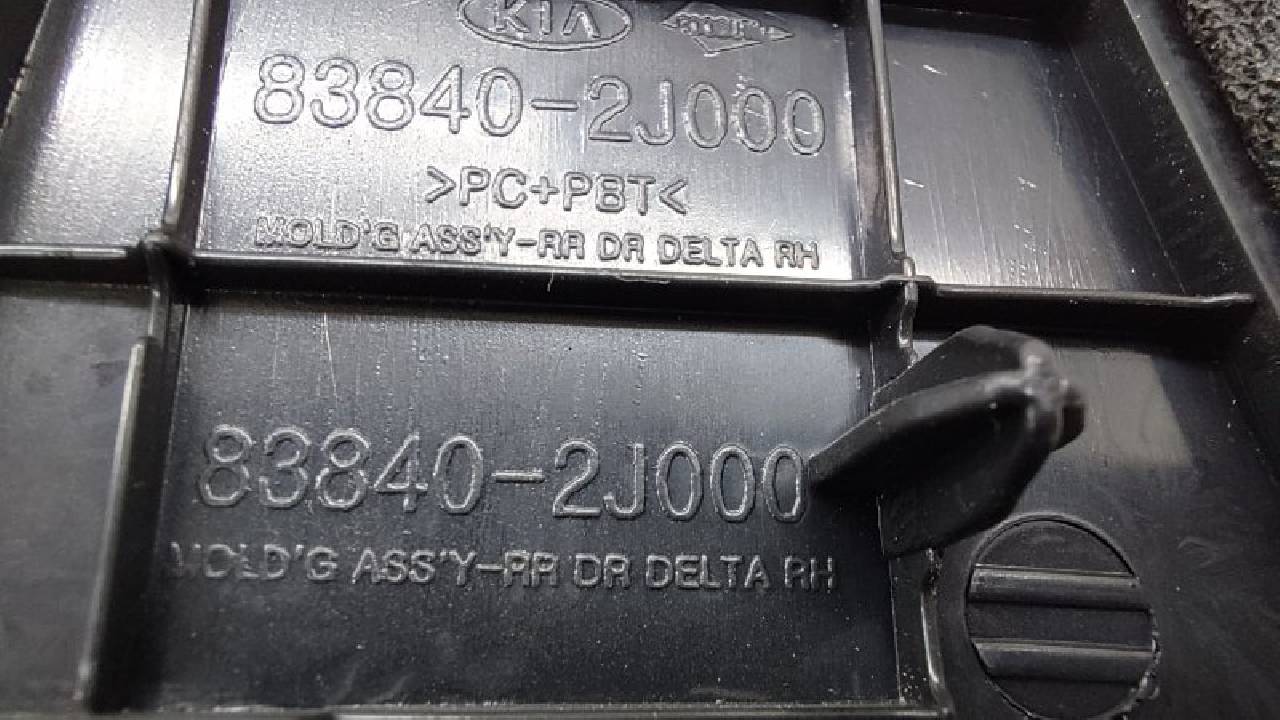 KIA
83840-2J000
>PC+PBT<
MOLD'G ASS'Y-RR DR DELTA RH
83840-2J000
MOLD'G ASS'Y-RR DR DELTA RH